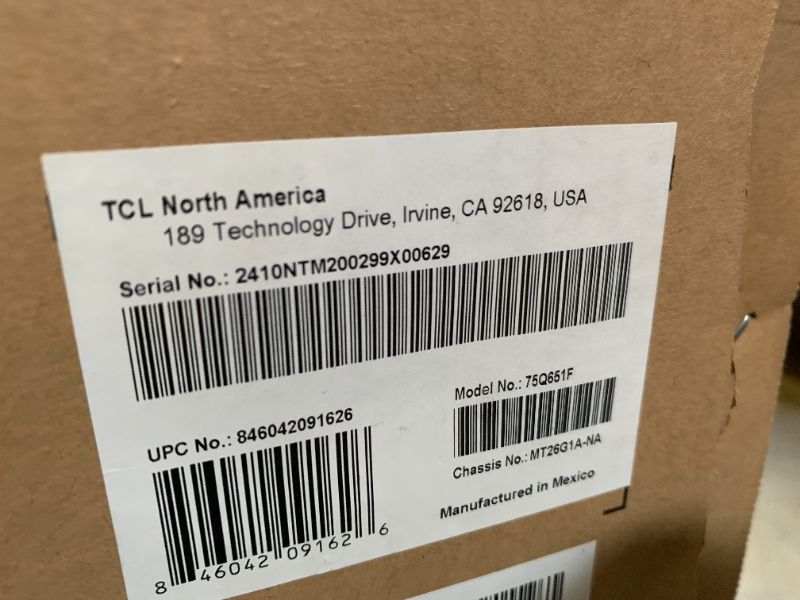 TCL North America
189 Technology Drive, Irvine, CA 92618, USA
Serial No.: 2410NTM200299X00629
UPC No.: 846042091626
8 46042 09162 6
Model No.: 75Q651F
Chassis No.: MT26G1A-NA
Manufactured in Mexico